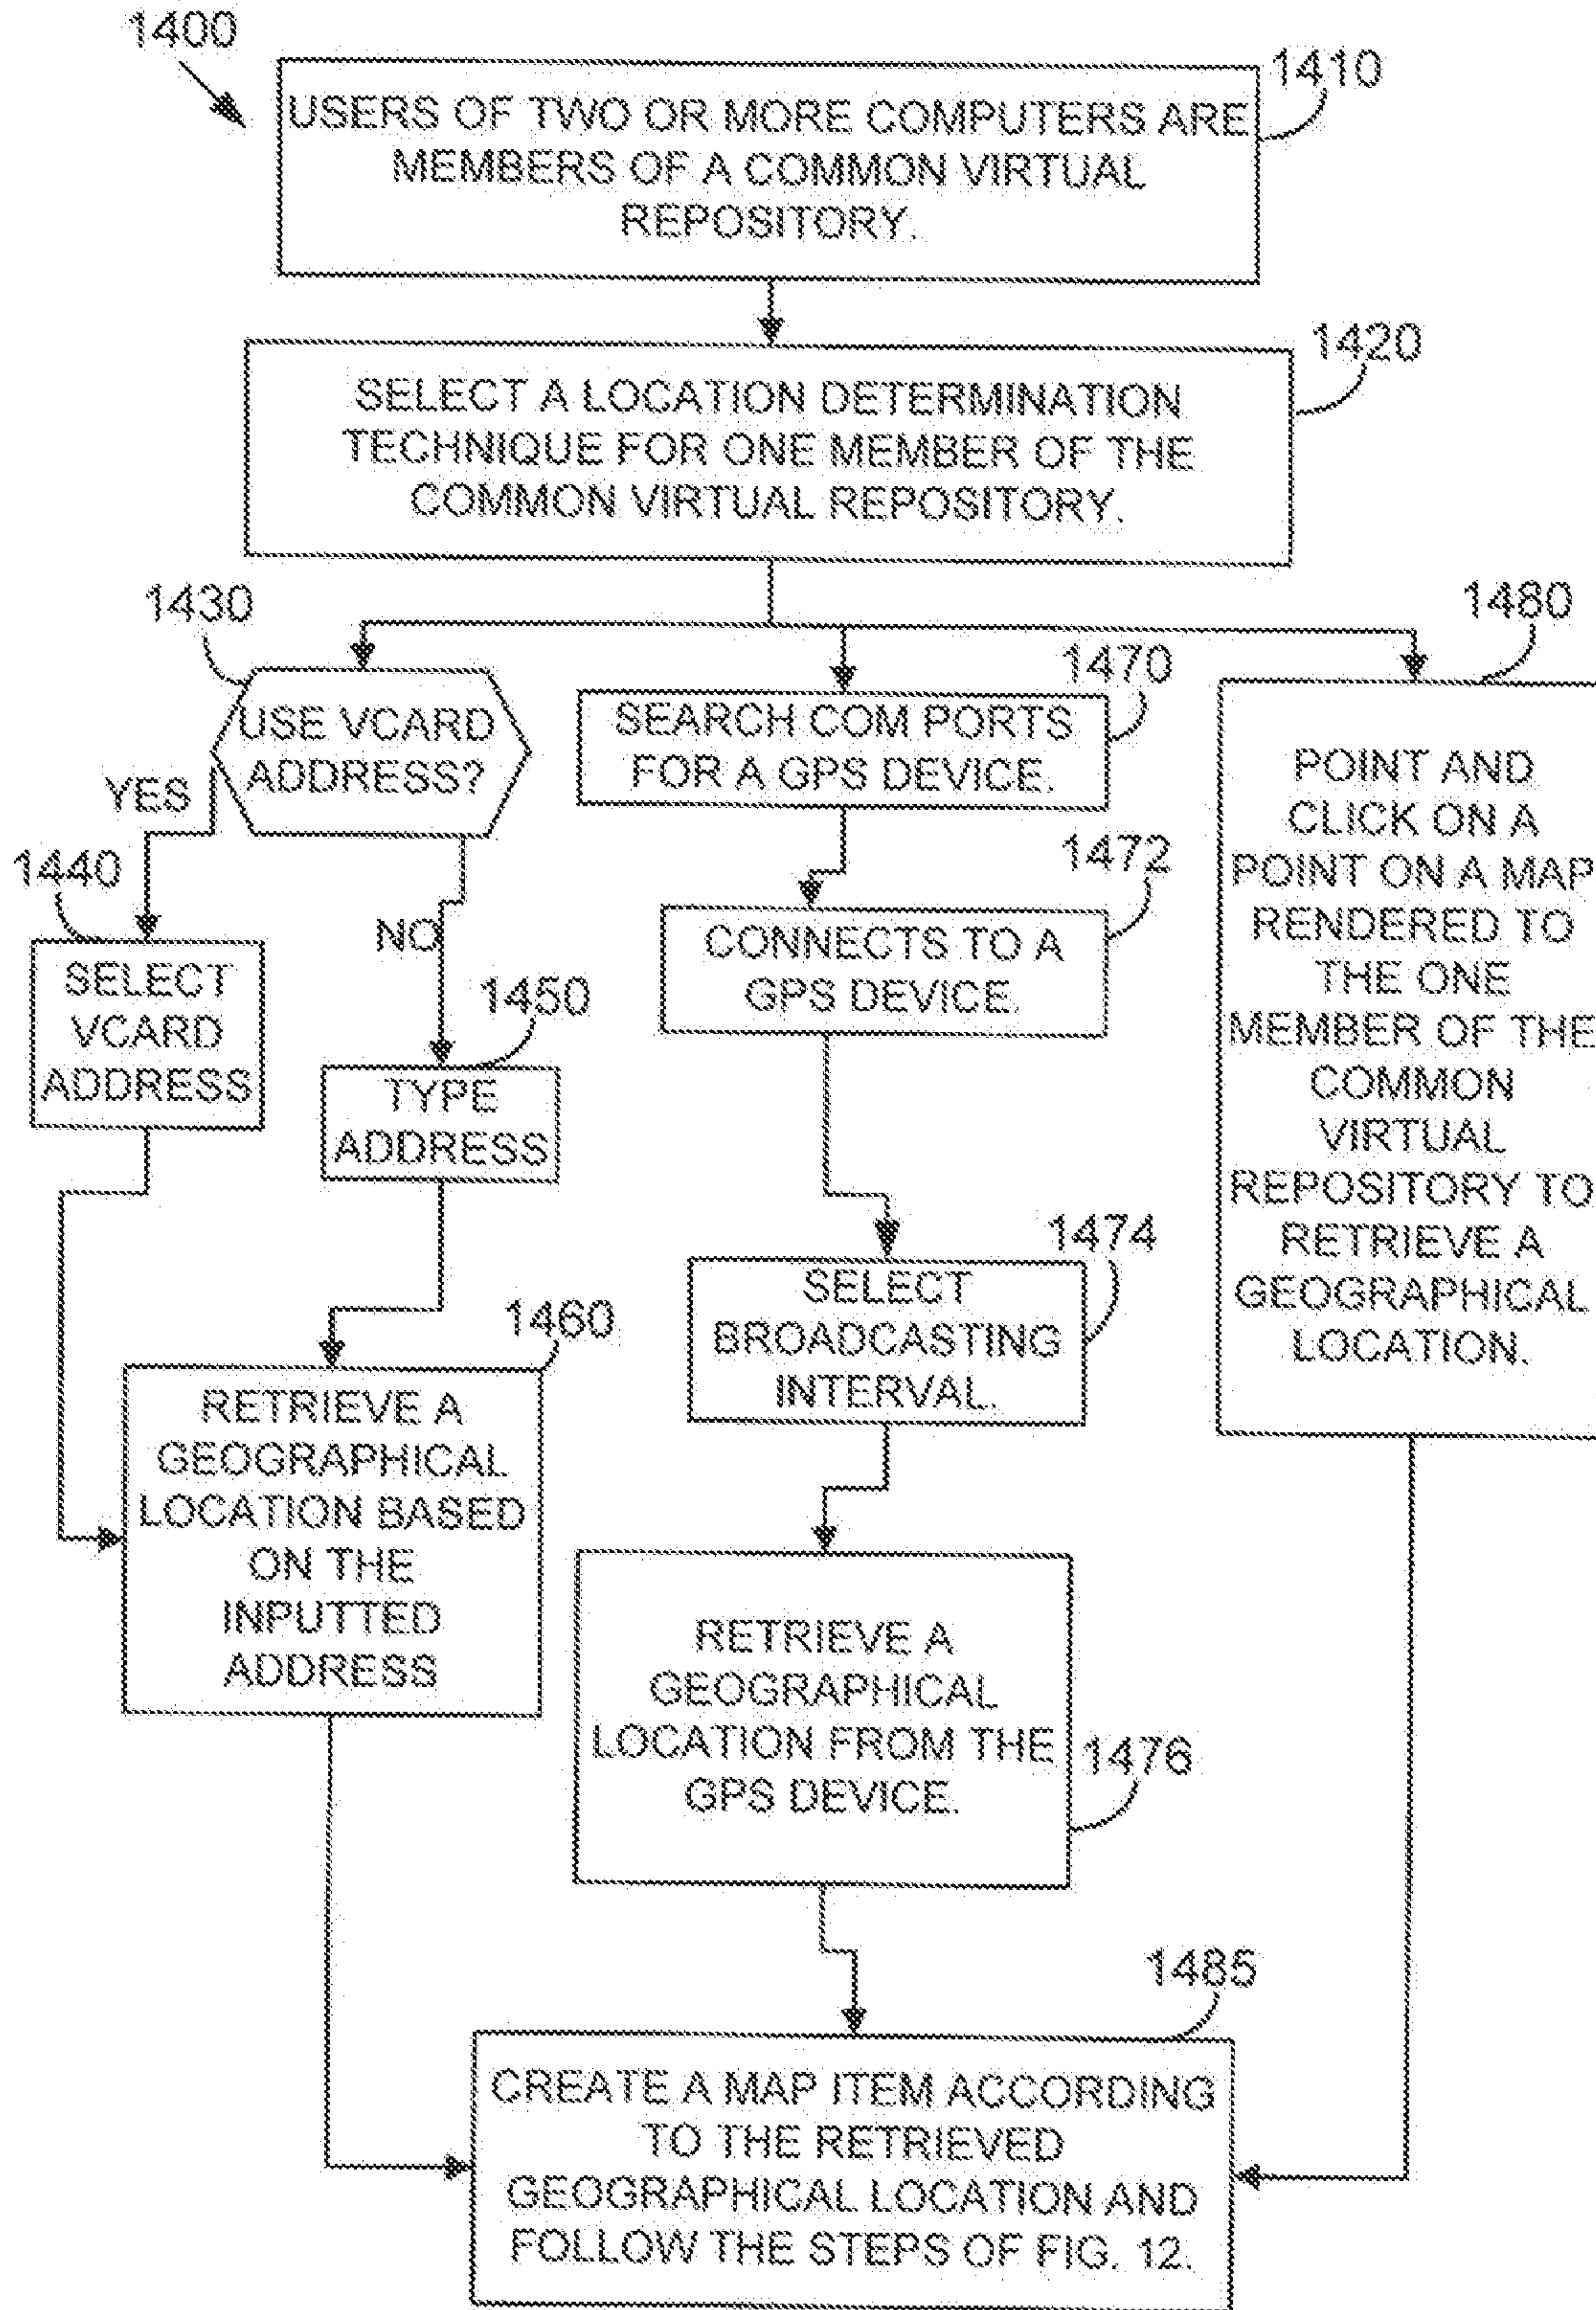 1400
1410
USERS OF TWO OR MORE COMPUTERS ARE
MEMBERS OF A COMMON VIRTUAL
REPOSITORY.
1420
SELECT A LOCATION DETERMINATION
TECHNIQUE FOR ONE MEMBER OF THE
COMMON VIRTUAL REPOSITORY.
1430
USE VCARD
ADDRESS?
YES
NO
1440
SELECT
VCARD
ADDRESS
1450
TYPE
ADDRESS
1460
RETRIEVE A
GEOGRAPHICAL
LOCATION BASED
ON THE
INPUTTED
ADDRESS
1470
SEARCH COM PORTS
FOR A GPS DEVICE.
1472
CONNECTS TO A
GPS DEVICE.
1474
SELECT
BROADCASTING
INTERVAL.
RETRIEVE A
GEOGRAPHICAL
LOCATION FROM THE
GPS DEVICE.
1476
1480
POINT AND
CLICK ON A
POINT ON A MAP
RENDERED TO
THE ONE
MEMBER OF THE
COMMON
VIRTUAL
REPOSITORY TO
RETRIEVE A
GEOGRAPHICAL
LOCATION.
1485
CREATE A MAP ITEM ACCORDING
TO THE RETRIEVED
GEOGRAPHICAL LOCATION AND
FOLLOW THE STEPS OF FIG. 12.